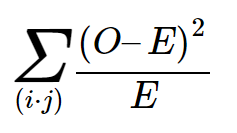 ∑(i·j) (O– E)² / E